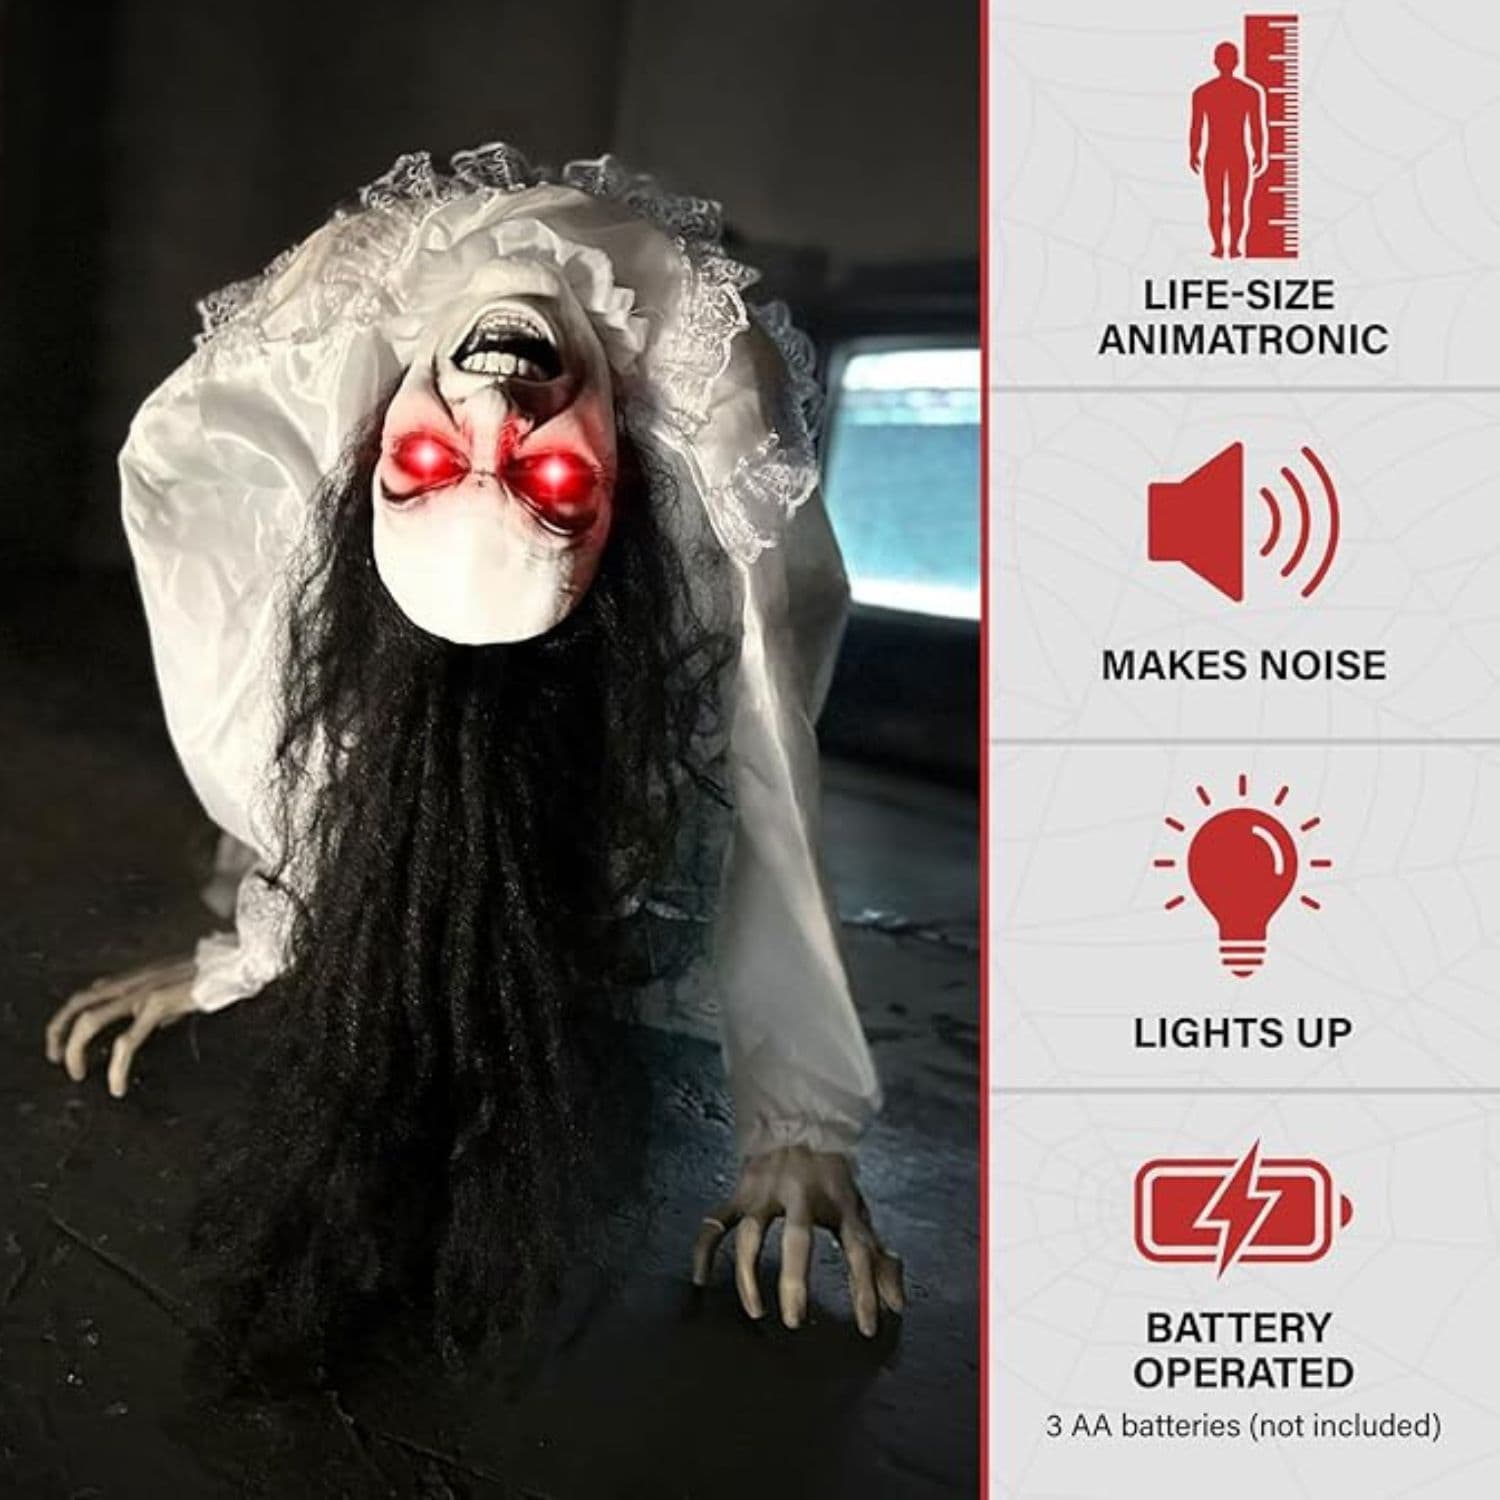 LIFE-SIZE
ANIMATRONIC
MAKES NOISE
LIGHTS UP
BATTERY
OPERATED
3 AA batteries (not included)